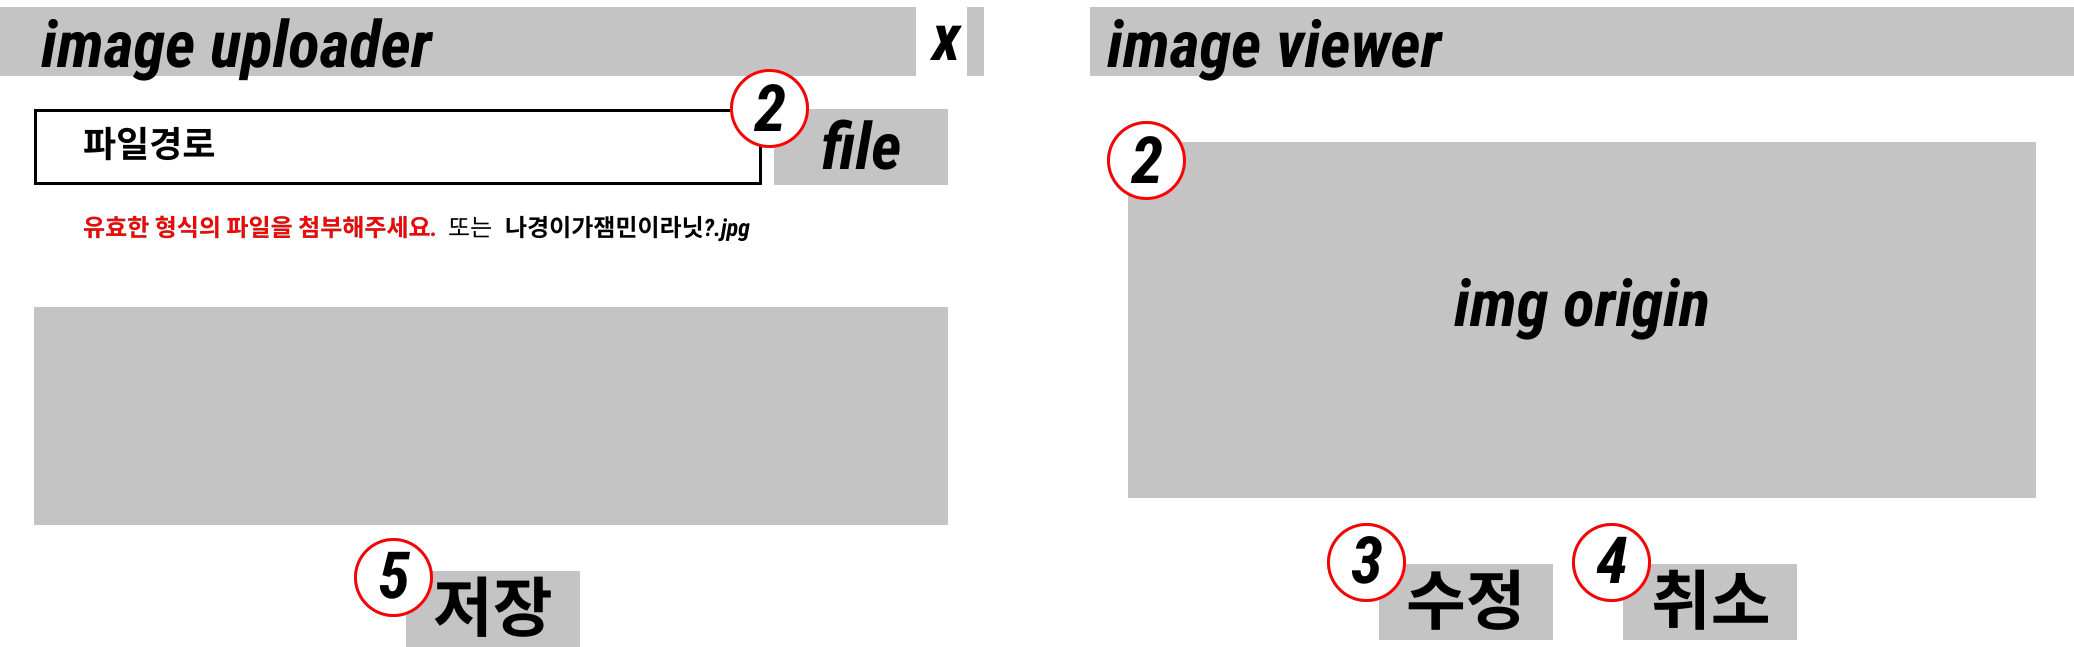 image uploader
x
파일경로
2
file
유효한 형식의 파일을 첨부해주세요. 또는 나경이가잼민이라닛?.jpg
5
저장
image viewer
2
img origin
3
수정
4
취소